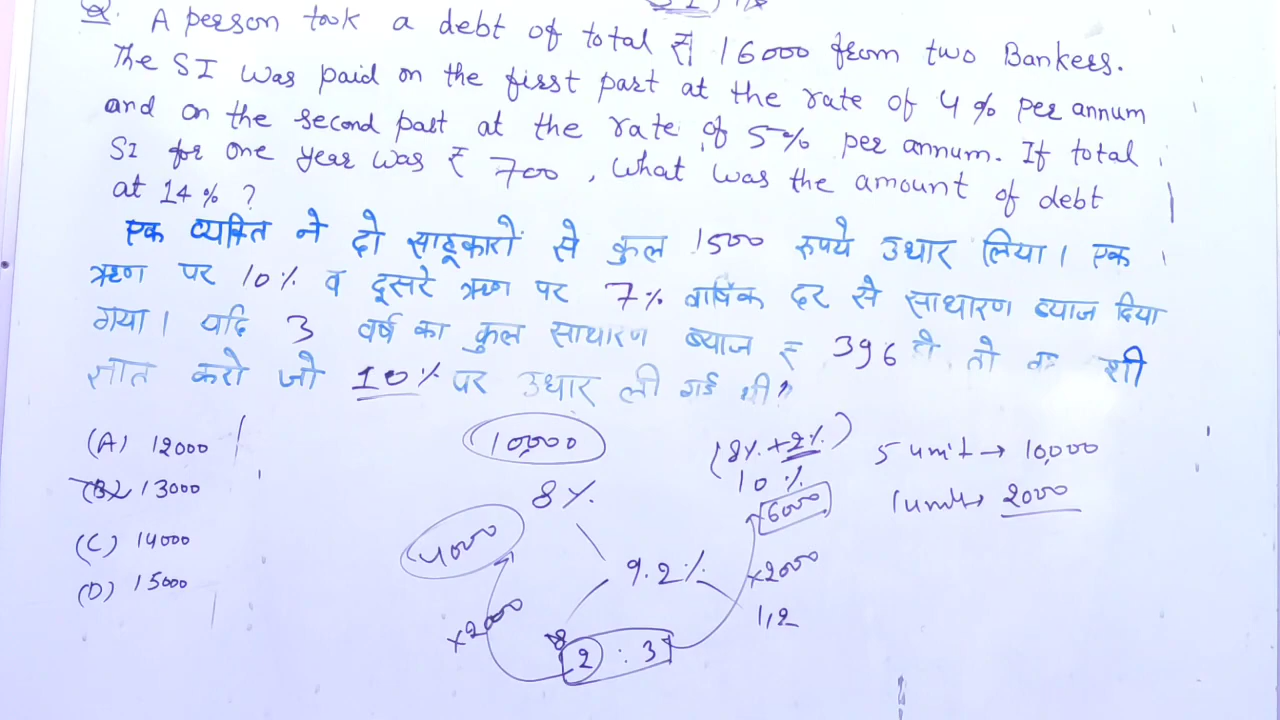 Q. A person took a debt of total ₹ 16000 from two Bankers.
The SI was paid on the first part at the rate of 4% per annum
and on the second part at the rate of 5% per annum. If total
SI for one year was ₹ 700, What was the amount of debt
at 14% ?
एक व्यक्ति ने दो साहूकारों से कुल 1500 रुपये उधार लिया। एक
ऋण पर 10% व दूसरे ऋण पर 7% वार्षिक दर से साधारण ब्याज दिया
गया। यदि 3 वर्ष का कुल साधारण ब्याज ₹ 396 तो
ज्ञात करो जो 10% पर उधार ली गई थी?
(A) 12000
(B) 13000
(C) 14000
(D) 15000
10,000
8%
4000
9.2%
×2000
2 : 3
(8% + 2%)
10%
6000
×2000
1.2
5 unit → 10,000
1 unit → 2000